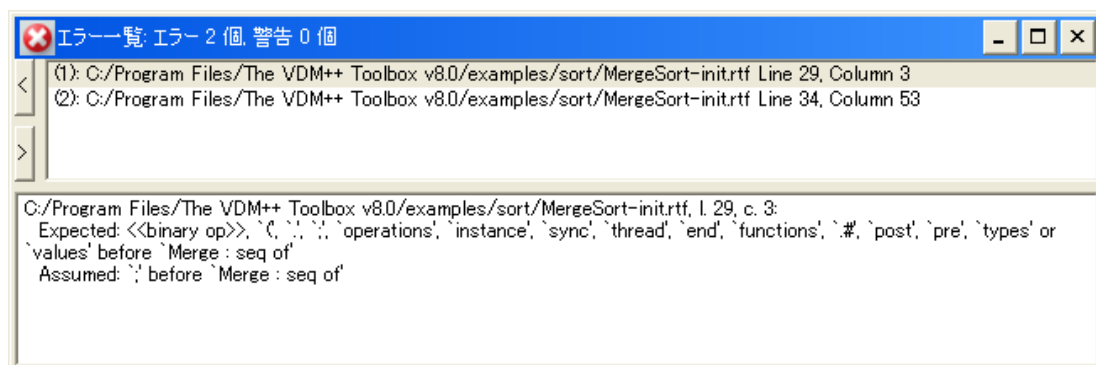 エラー一覧: エラー 2 個, 警告 0 個
(1): C:/Program Files/The VDM++ Toolbox v8.0/examples/sort/MergeSort-init.rtf Line 29, Column 3
(2): C:/Program Files/The VDM++ Toolbox v8.0/examples/sort/MergeSort-init.rtf Line 34, Column 53
<
>
C:/Program Files/The VDM++ Toolbox v8.0/examples/sort/MergeSort-init.rtf, l. 29, c. 3:
Expected: <<binary op>>, `(', `.', `;', `operations', `instance', `sync', `thread', `end', `functions', `.#', `post', `pre', `types' or
`values' before `Merge : seq of'
Assumed: `;' before `Merge : seq of'